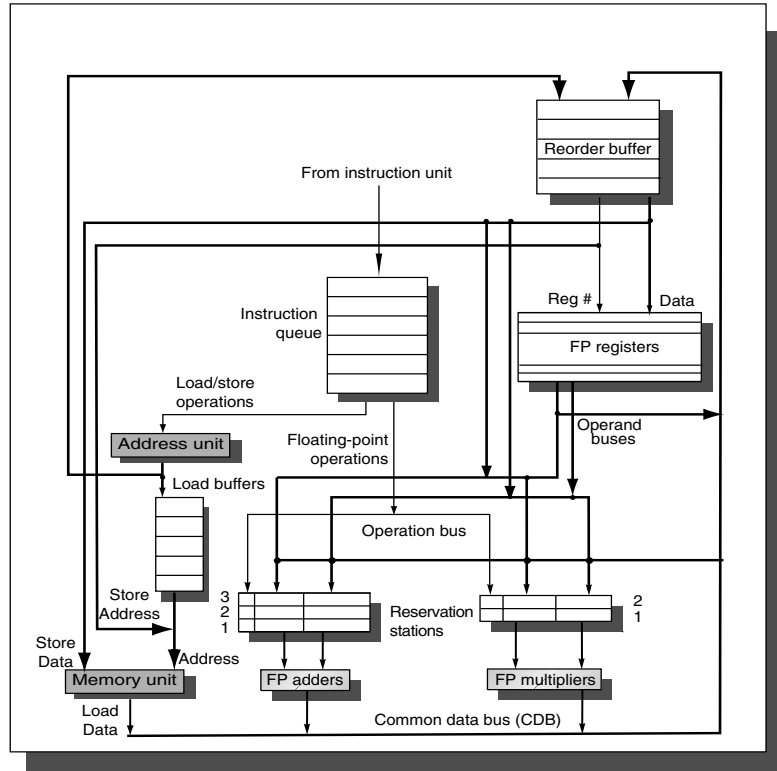 Reorder buffer
From instruction unit
Reg #
Data
Instruction
queue
FP registers
Load/store
operations
Operand
buses
Floating-point
operations
Address unit
Load buffers
Operation bus
3
2
1
Reservation
stations
2
1
Store
Address
Store
Data
Address
Memory unit
FP adders
FP multipliers
Load
Data
Common data bus (CDB)